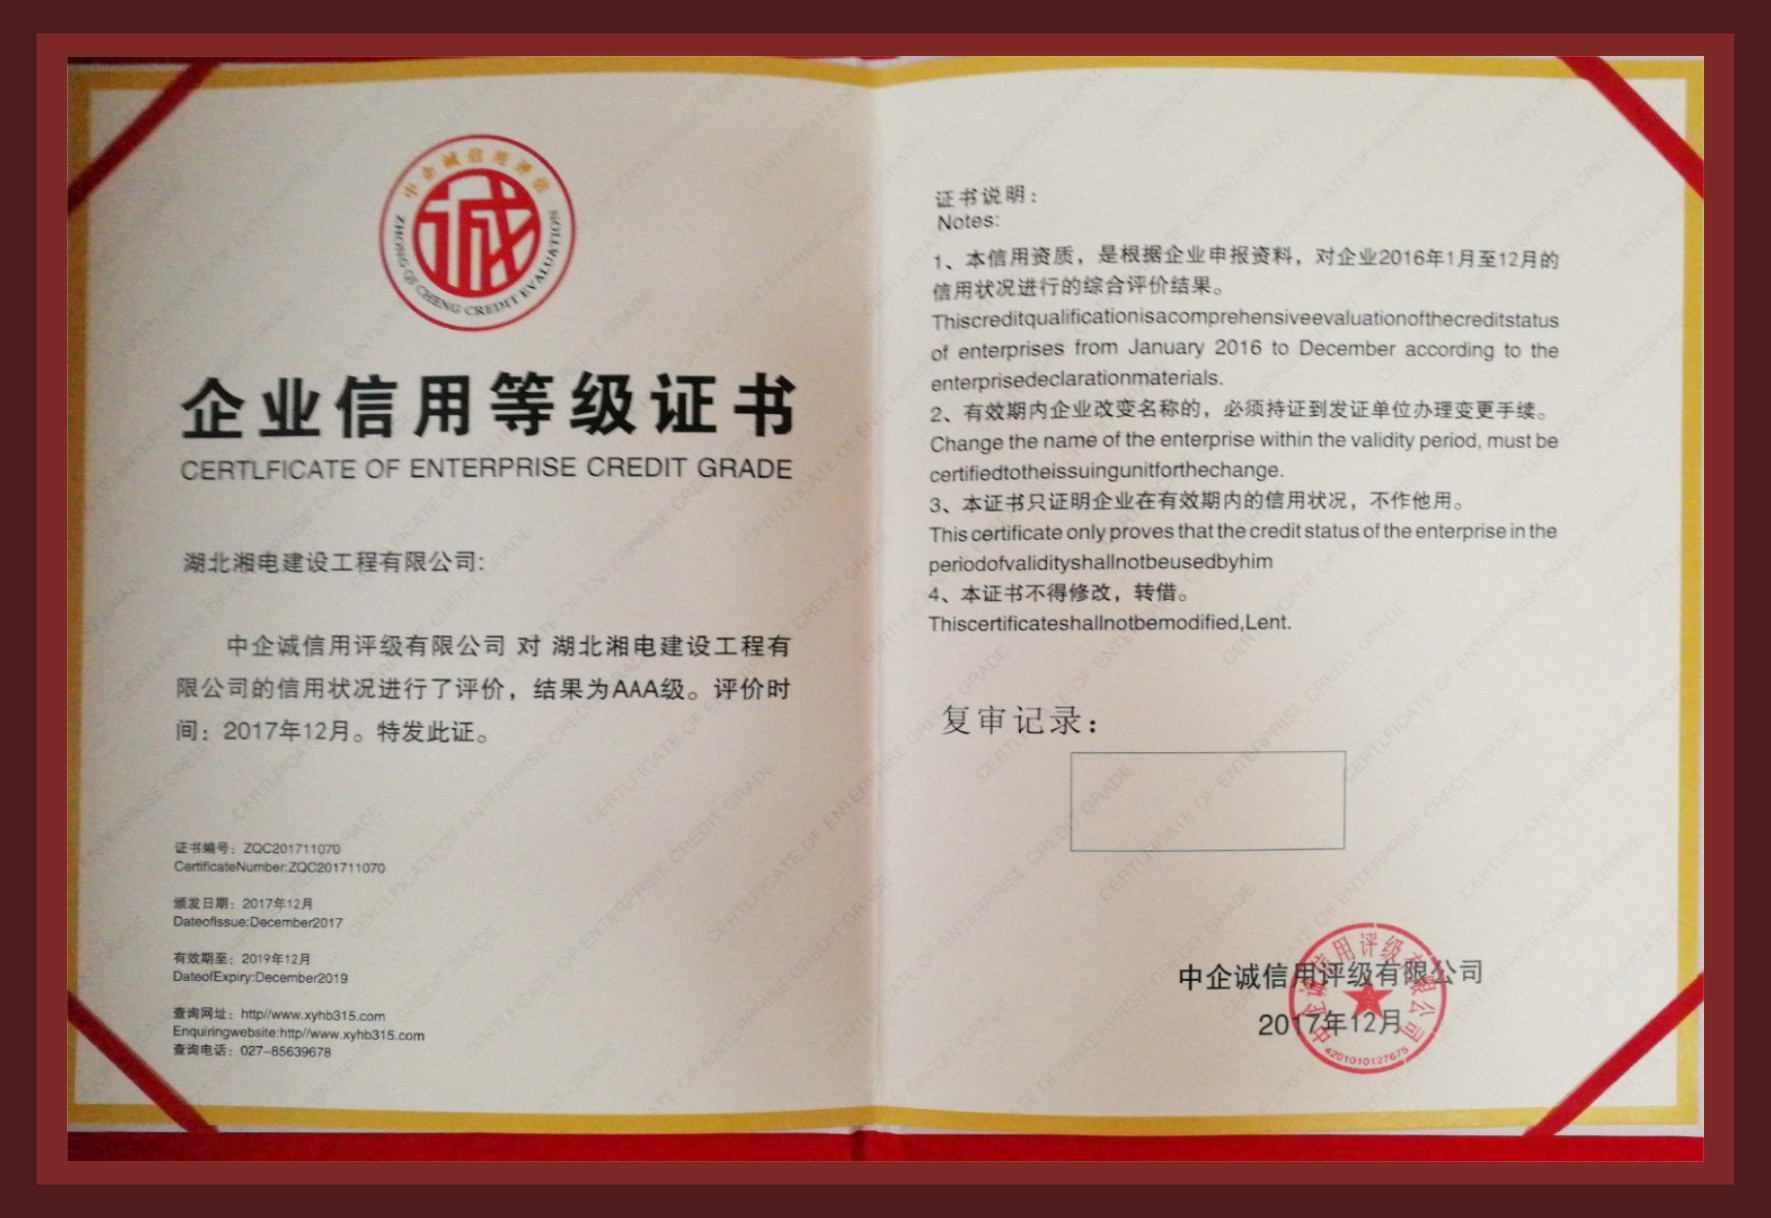 中企诚信用评估
诚
ZHONG QI CHENG CREDIT EVALUATION
企业信用等级证书
CERTLFICATE OF ENTERPRISE CREDIT GRADE
湖北湘电建设工程有限公司:
中企诚信用评级有限公司 对 湖北湘电建设工程有
限公司的信用状况进行了评价，结果为AAA级。评价时
间：2017年12月。特发此证。
证书编号：ZQC201711070
CertificateNumber:ZQC201711070
颁发日期：2017年12月
DateofIssue:December2017
有效期至：2019年12月
DateofExpiry:December2019
查询网址：http//www.xyhb315.com
Enquiringwebsite:http//www.xyhb315.com
查询电话：027-85639678
证书说明：
Notes:
1、本信用资质，是根据企业申报资料，对企业2016年1月至12月的
信用状况进行的综合评价结果。
Thiscreditqualificationisacomprehensiveevaluationofthecreditstatus
of enterprises from January 2016 to December according to the
enterprisedeclarationmaterials.
2、有效期内企业改变名称的，必须持证到发证单位办理变更手续。
Change the name of the enterprise within the validity period, must be
certifiedtotheissuingunitforthechange.
3、本证书只证明企业在有效期内的信用状况，不作他用。
This certificate only proves that the credit status of the enterprise in the
periodofvalidityshallnotbeusedbyhim
4、本证书不得修改，转借。
Thiscertificateshallnotbemodified,Lent.
复审记录：
中企诚信用评级有限公司
2017年12月
中企诚信用评级有限公司
4201010127675